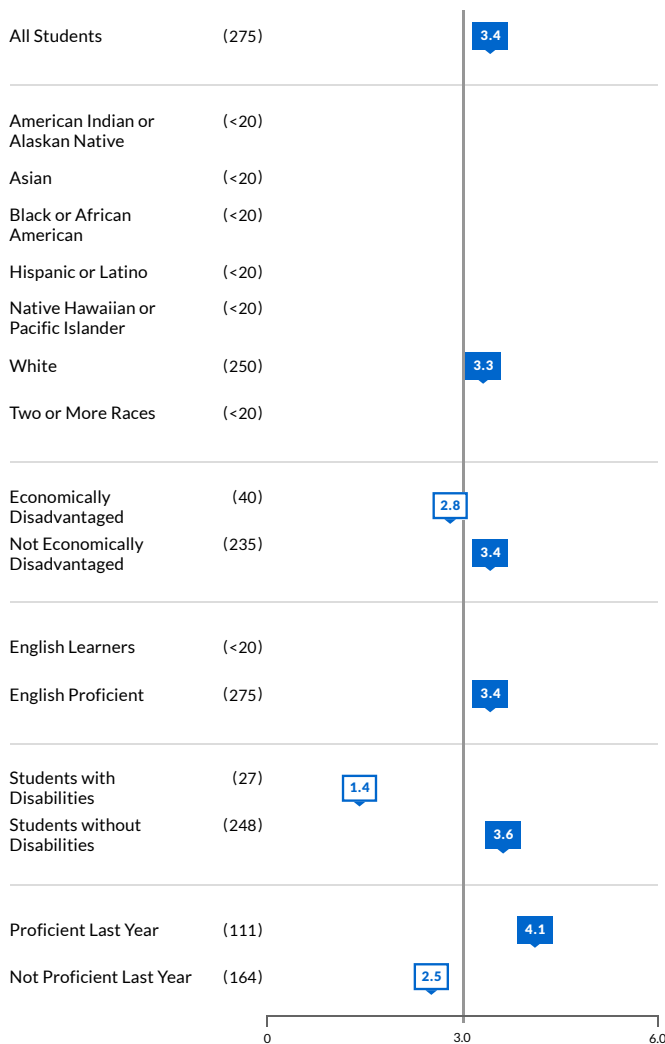 All Students (275) 3.4
American Indian or (<20)
Alaskan Native
Asian (<20)
Black or African (<20)
American
Hispanic or Latino (<20)
Native Hawaiian or (<20)
Pacific Islander
White (250) 3.3
Two or More Races (<20)
Economically (40) 2.8
Disadvantaged
Not Economically (235) 3.4
Disadvantaged
English Learners (<20)
English Proficient (275) 3.4
Students with (27) 1.4
Disabilities
Students without (248) 3.6
Disabilities
Proficient Last Year (111) 4.1
Not Proficient Last Year (164) 2.5
0 3.0 6.0